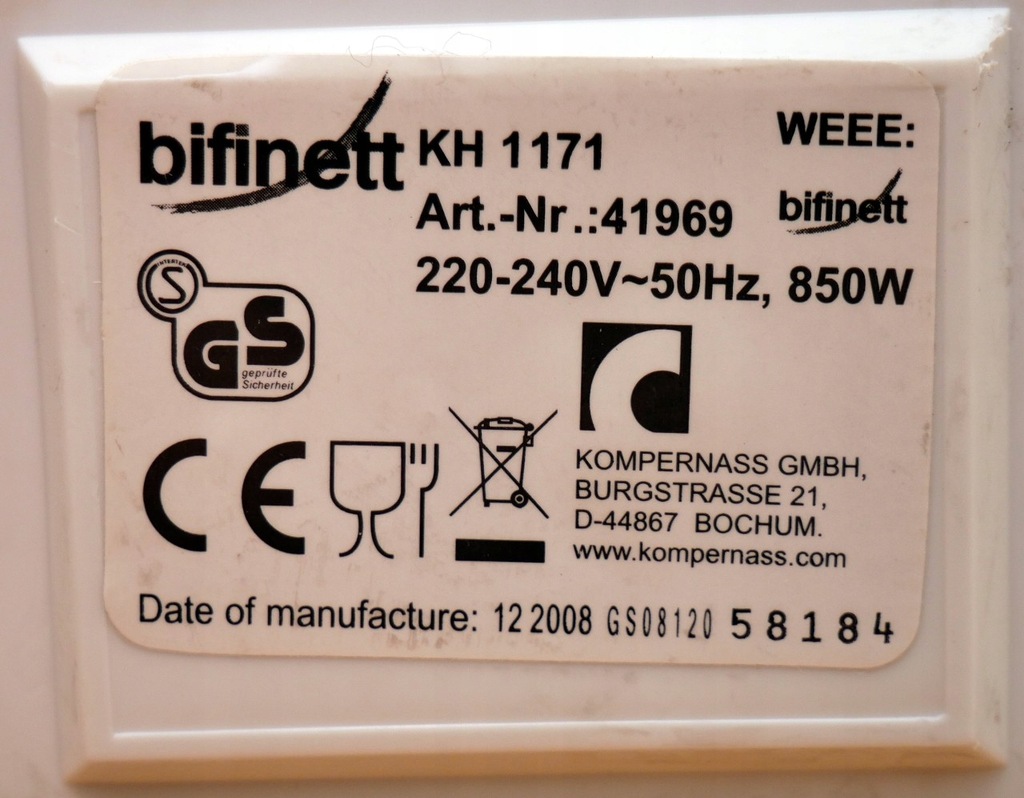 bifinett KH 1171 WEEE:
Art.-Nr.:41969 bifinett
220-240V~50Hz, 850W
INTERTEK
S
GS
geprüfte
Sicherheit
CE
KOMPERNASS GMBH,
BURGSTRASSE 21,
D-44867 BOCHUM.
www.kompernass.com
Date of manufacture: 12 2008 GS08120 58184